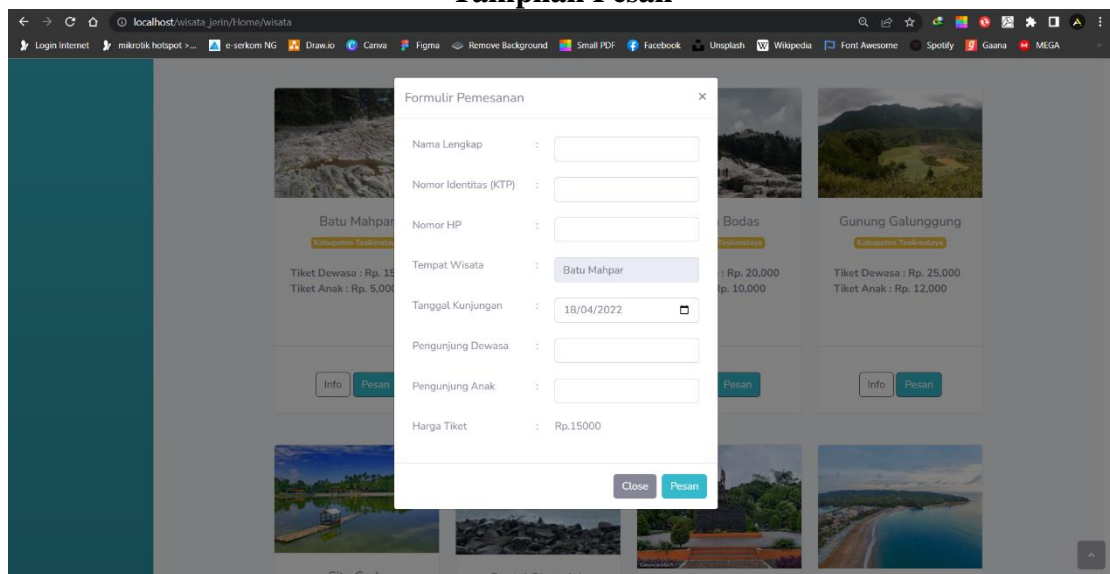 Tampilan Pesan
localhost/wisata_jerin/Home/wisata
Login Internet mikrotik hotspot >... e-serkom NG Draw.io Canva Figma Remove Background Small PDF Facebook Unsplash Wikipedia Font Awesome Spotify Gaana MEGA
Formulir Pemesanan ×
Nama Lengkap :
Nomor Identitas (KTP) :
Nomor HP :
Tempat Wisata : Batu Mahpar
Tanggal Kunjungan : 18/04/2022
Pengunjung Dewasa :
Pengunjung Anak :
Harga Tiket : Rp.15000
Close Pesan
Batu Mahpar
Kabupaten
Tiket Dewasa : Rp. 15
Tiket Anak : Rp. 5,000
Info Pesan
Bodas
: Rp. 20,000
Rp. 10,000
Pesan
Gunung Galunggung
Kabupaten Tasikmalaya
Tiket Dewasa : Rp. 25,000
Tiket Anak : Rp. 12,000
Info Pesan